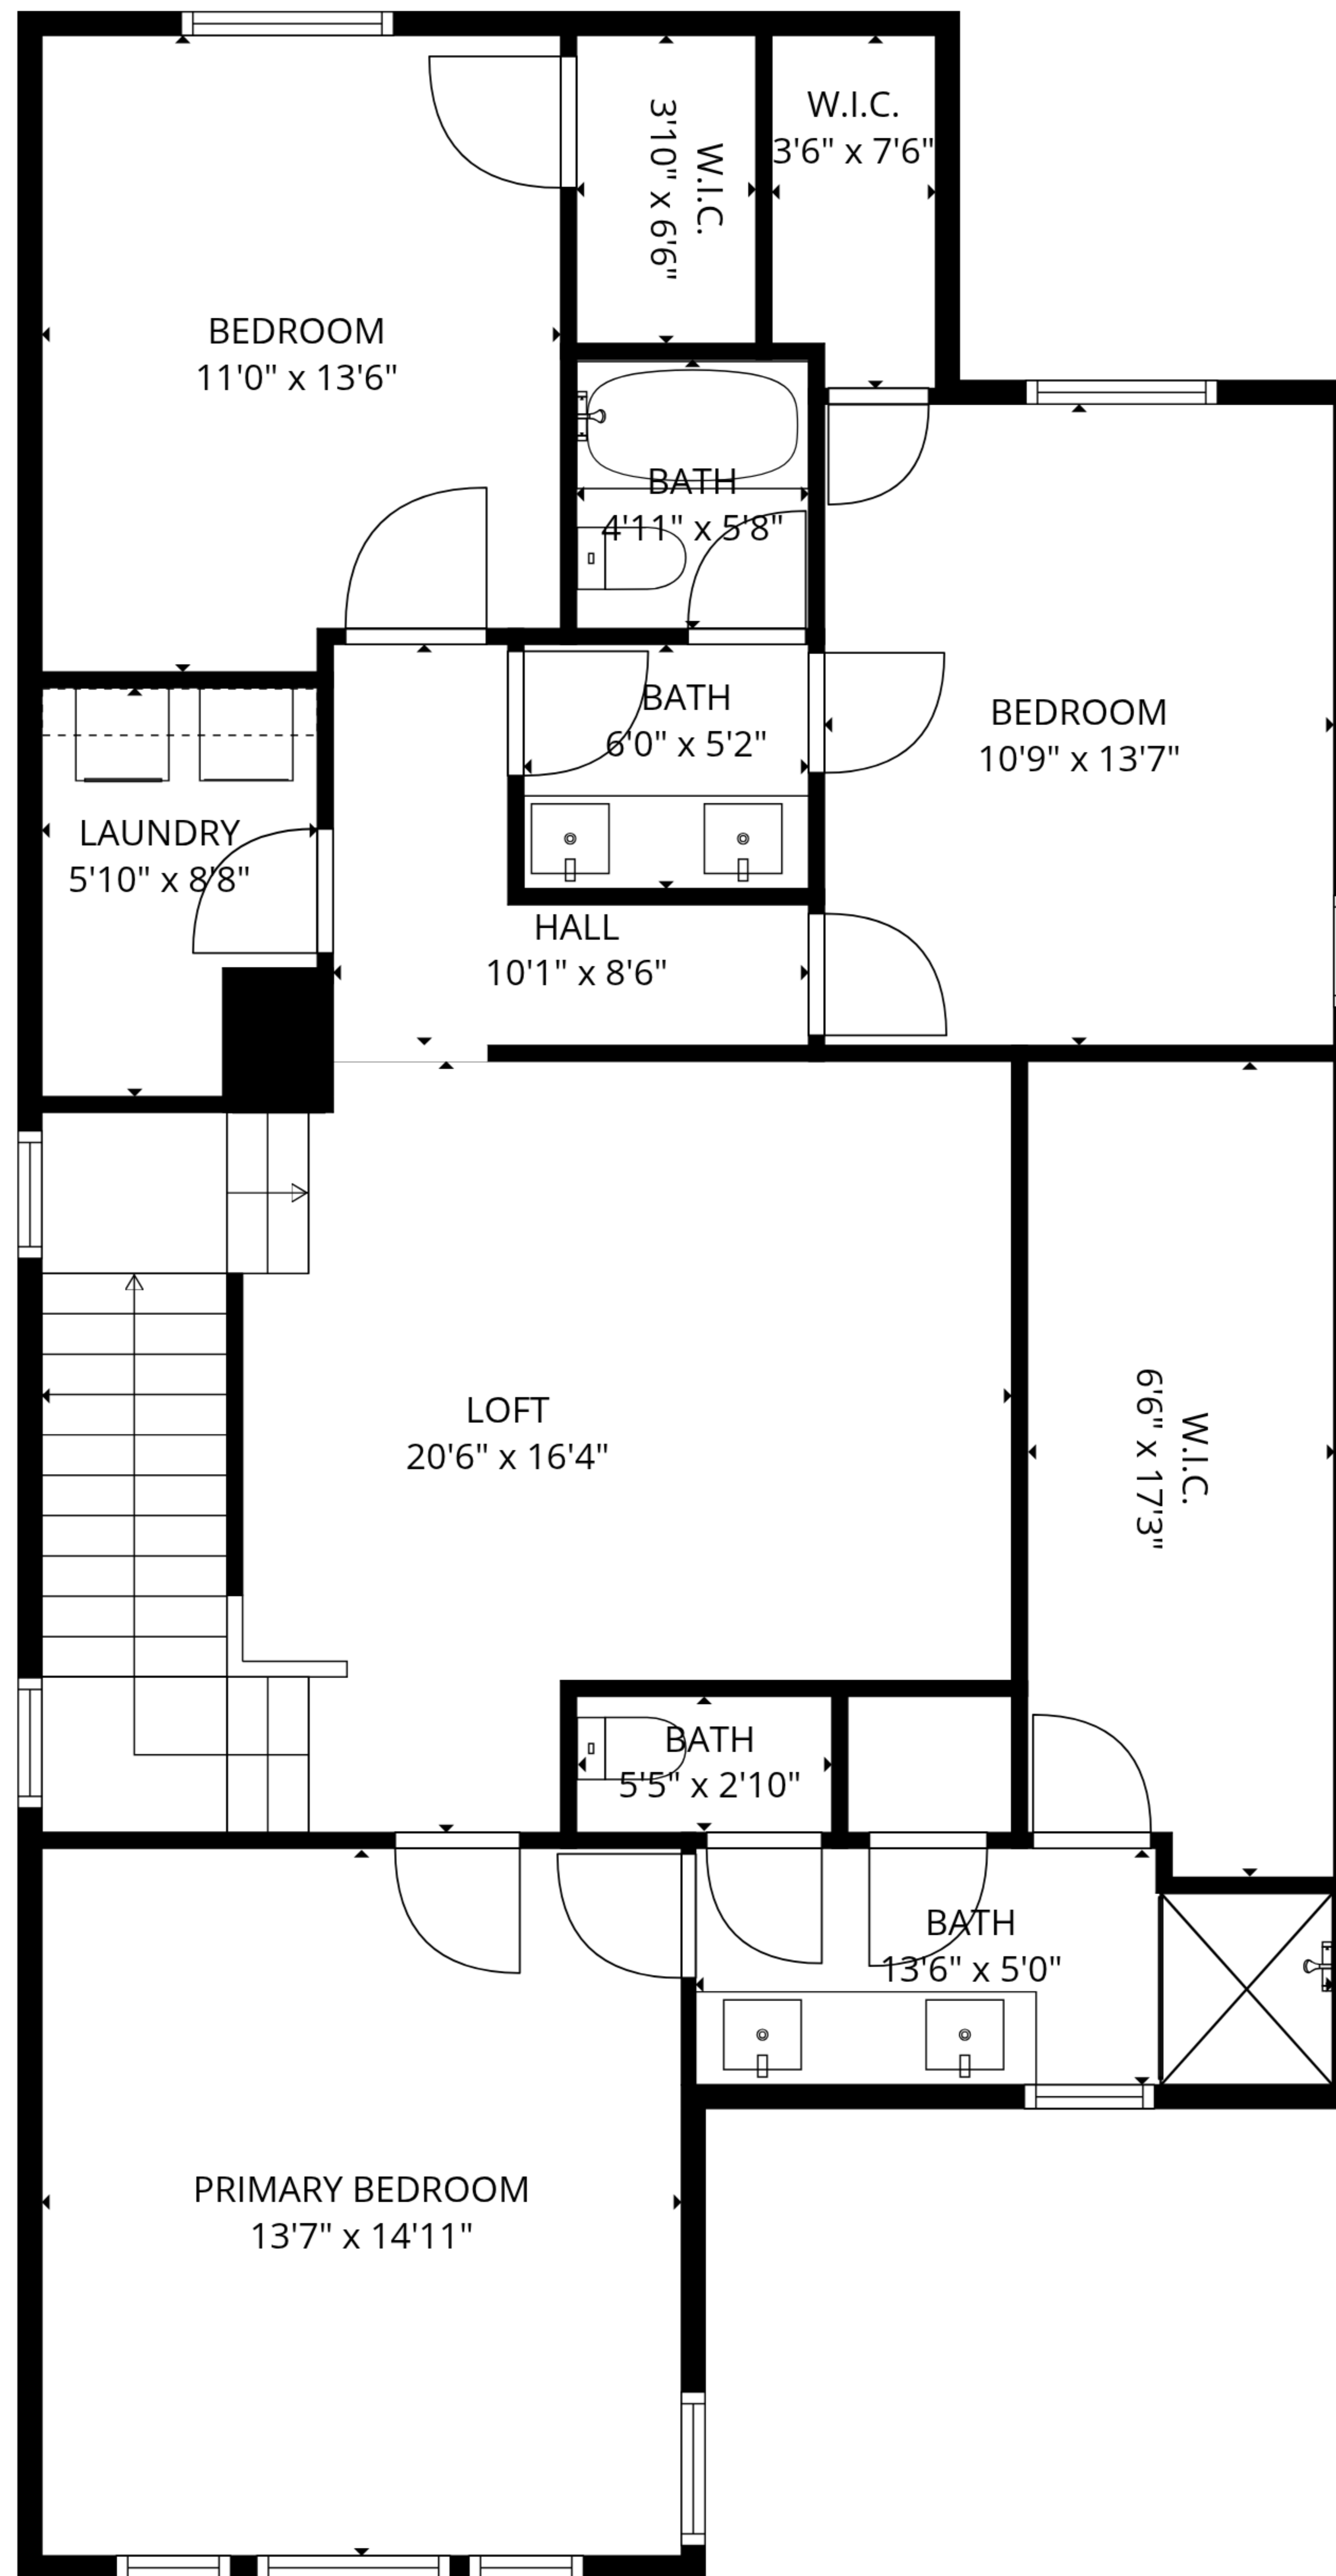 W.I.C.
3'10" x 6'6"
W.I.C.
3'6" x 7'6"
BEDROOM
11'0" x 13'6"
BATH
4'11" x 5'8"
BATH
6'0" x 5'2"
BEDROOM
10'9" x 13'7"
LAUNDRY
5'10" x 8'8"
HALL
10'1" x 8'6"
LOFT
20'6" x 16'4"
W.I.C.
6'6" x 17'3"
BATH
5'5" x 2'10"
BATH
13'6" x 5'0"
PRIMARY BEDROOM
13'7" x 14'11"